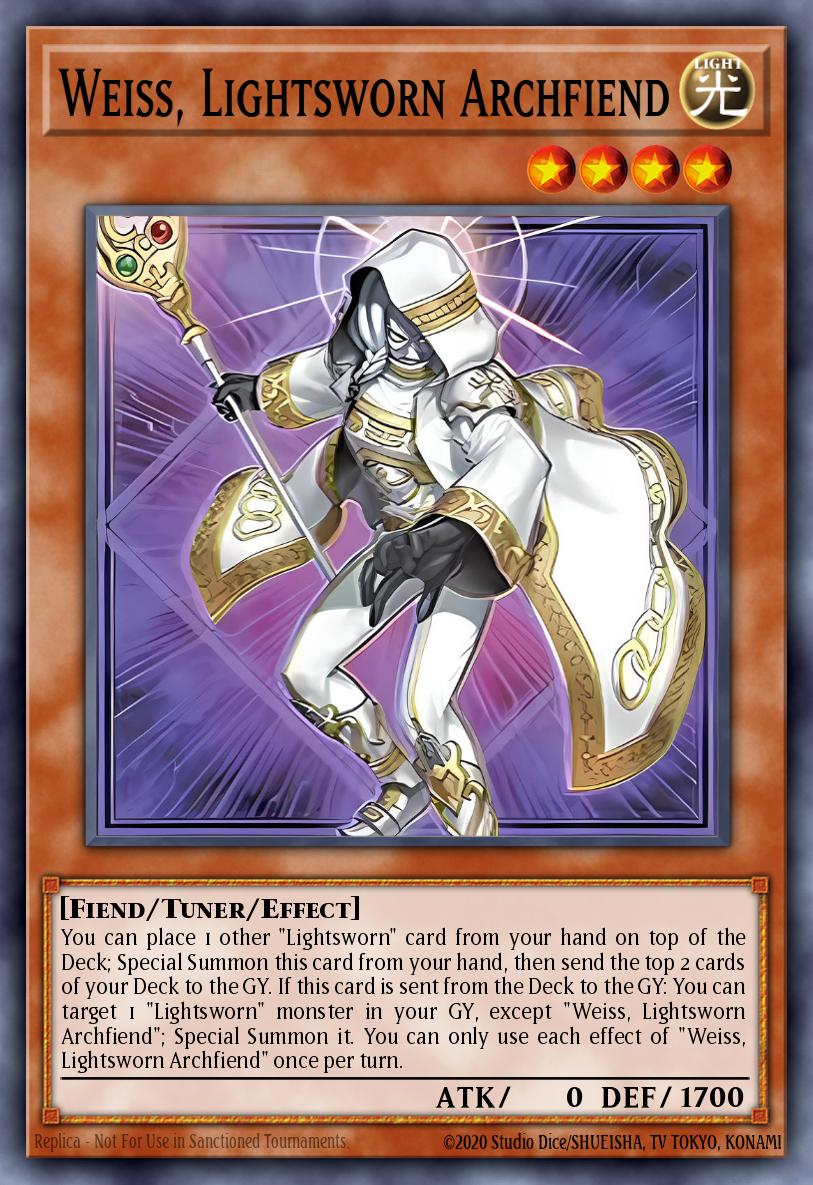 Weiss, Lightsworn Archfiend
LIGHT
光
[Fiend/Tuner/Effect]
You can place 1 other "Lightsworn" card from your hand on top of the
Deck; Special Summon this card from your hand, then send the top 2 cards
of your Deck to the GY. If this card is sent from the Deck to the GY: You can
target 1 "Lightsworn" monster in your GY, except "Weiss, Lightsworn
Archfiend"; Special Summon it. You can only use each effect of "Weiss,
Lightsworn Archfiend" once per turn.
ATK/ 0 DEF/ 1700
Replica - Not For Use in Sanctioned Tournaments.
©2020 Studio Dice/SHUEISHA, TV TOKYO, KONAMI